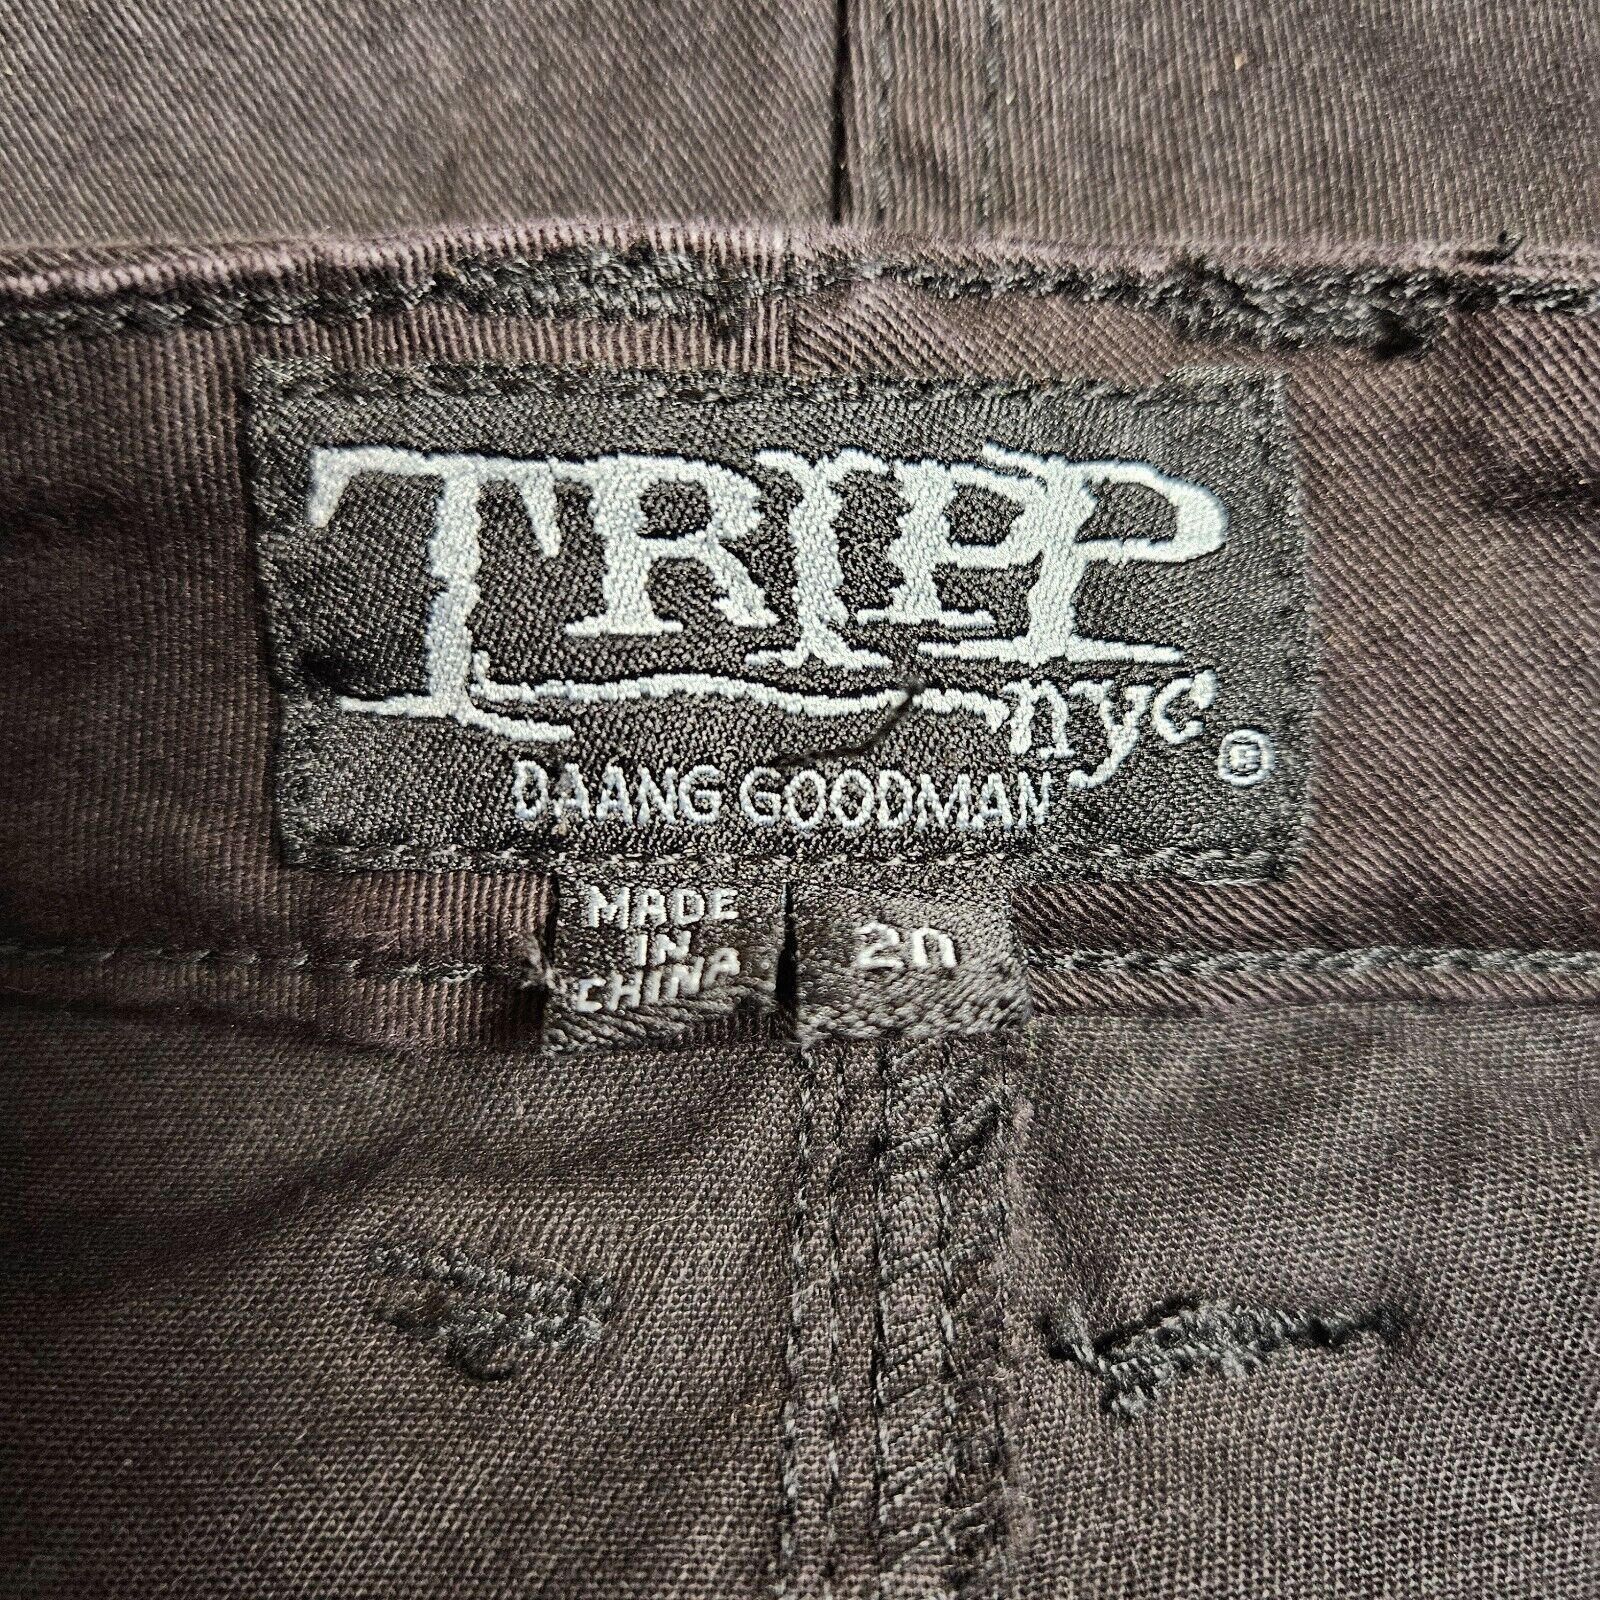 TRIPP
nyc ®
DAANG GOODMAN
MADE
IN
CHINA
20